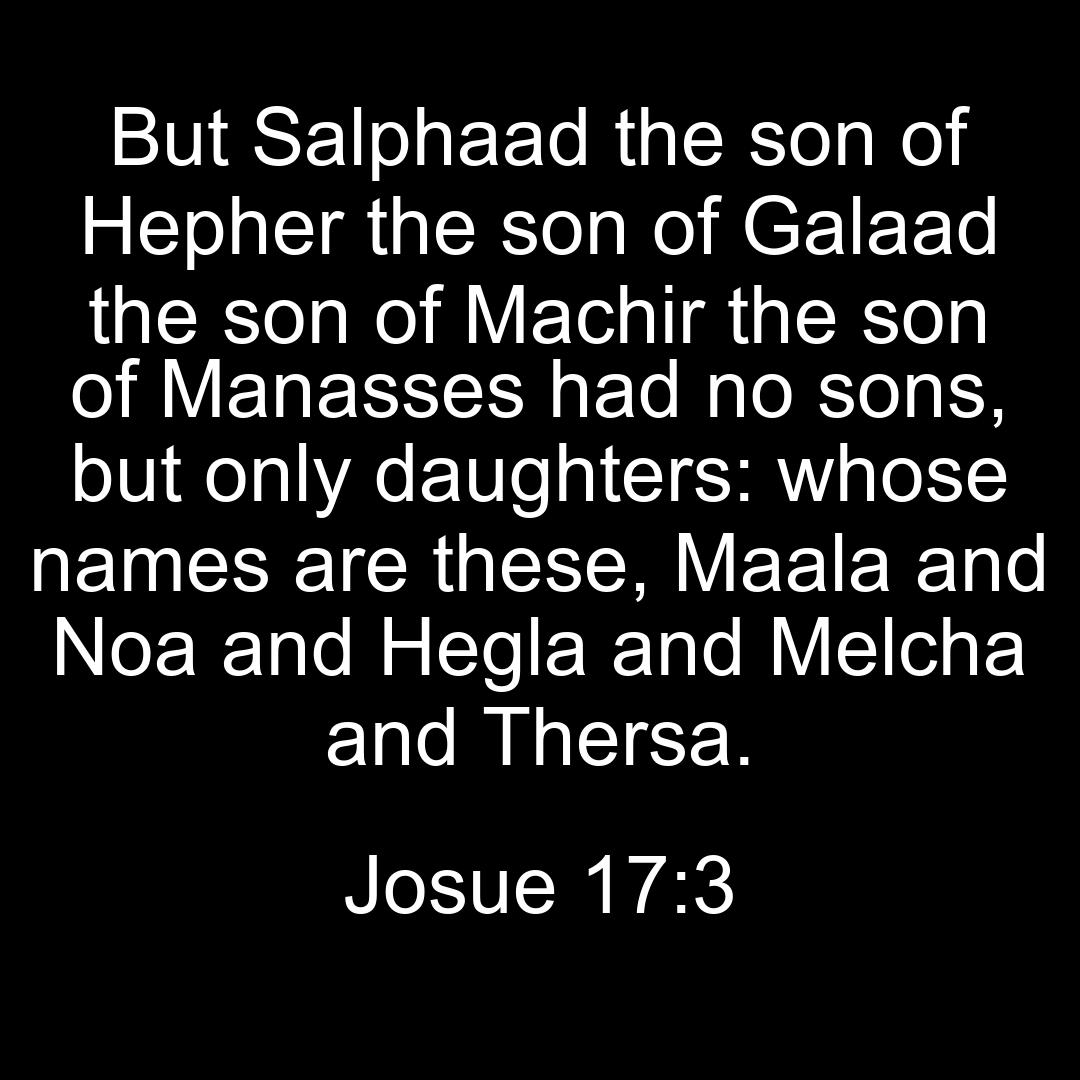 But Salphaad the son of
Hepher the son of Galaad
the son of Machir the son
of Manasses had no sons,
but only daughters: whose
names are these, Maala and
Noa and Hegla and Melcha
and Thersa.
Josue 17:3